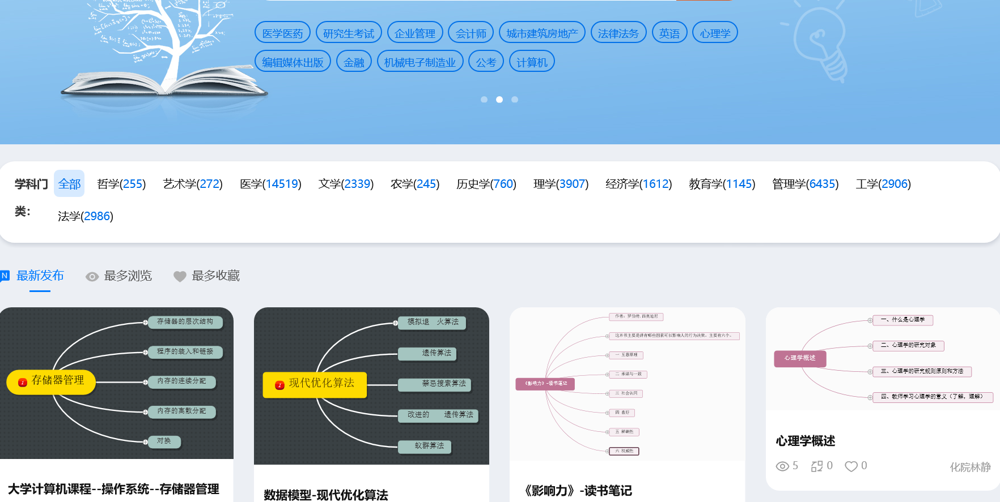 医学医药 研究生考试 企业管理 会计师 城市建筑房地产 法律法务 英语 心理学
编辑媒体出版 金融 机械电子制造业 公考 计算机
学科门类： 全部 哲学(255) 艺术学(272) 医学(14519) 文学(2339) 农学(245) 历史学(760) 理学(3907) 经济学(1612) 教育学(1145) 管理学(6435) 工学(2906)
法学(2986)
N 最新发布 最多浏览 最多收藏
1 存储器管理
存储器的层次结构
程序的装入和链接
内存的连续分配
内存的离散分配
对换
大学计算机课程--操作系统--存储器管理
1 现代优化算法
模拟退 火算法
遗传算法
禁忌搜索算法
改进的 遗传算法
蚁群算法
数据模型-现代优化算法
《影响力》-读书笔记
作者：罗伯特.西奥迪尼
这本书主要是讲有哪些因素可以影响人的行为决策，主要有六个。
一 互惠原理
二 承诺与一致
三 社会认同
四 喜好
五 稀缺性
六 权威性
《影响力》-读书笔记
心理学概述
一、什么是心理学
二、心理学的研究对象
三、心理学的研究规则原则和方法
四、教师学习心理学的意义（了解，理解）
心理学概述
5 0 0 化院林静